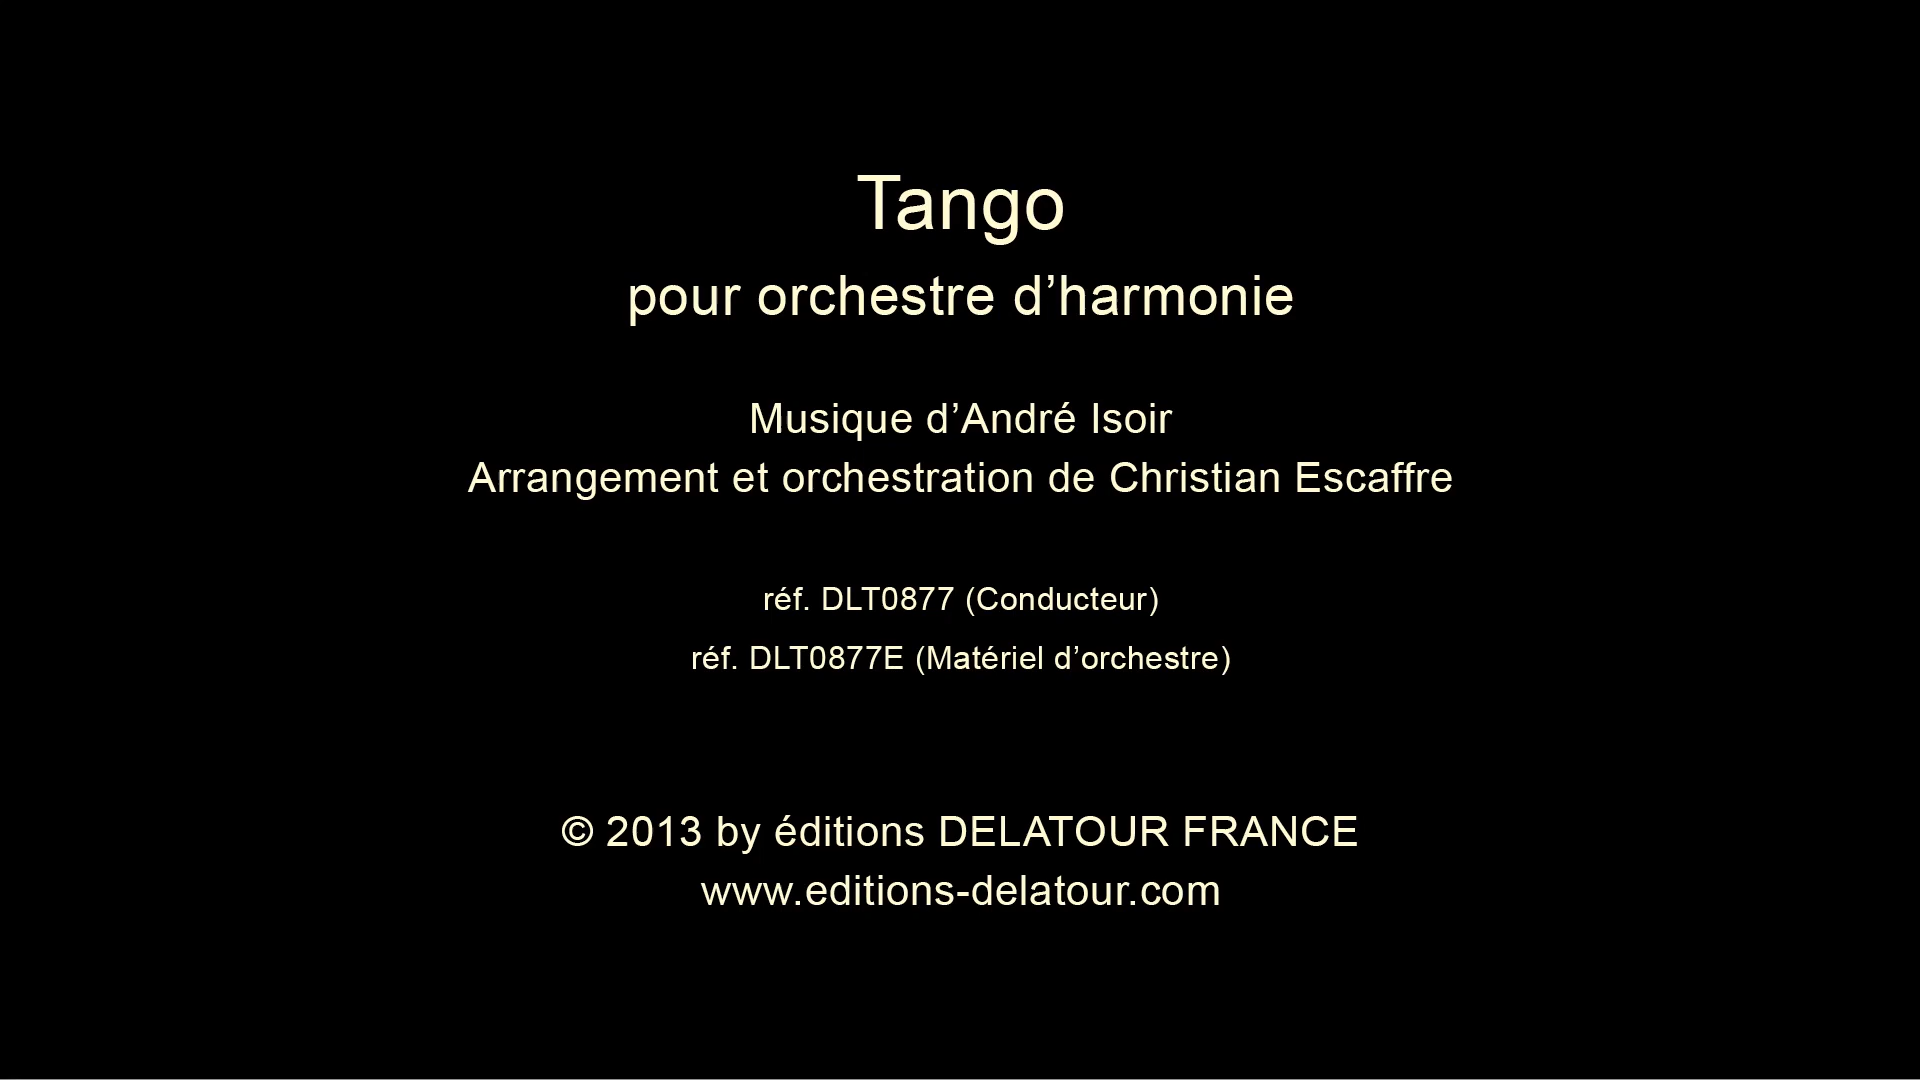 Tango
pour orchestre d’harmonie
Musique d’André Isoir
Arrangement et orchestration de Christian Escaffre
réf. DLT0877 (Conducteur)
réf. DLT0877E (Matériel d’orchestre)
© 2013 by éditions DELATOUR FRANCE
www.editions-delatour.com